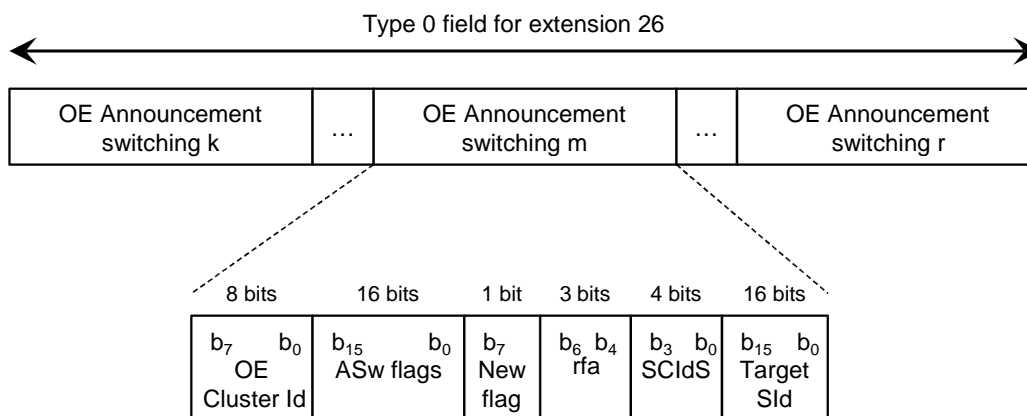 Type 0 field for extension 26
OE Announcement switching k
...
OE Announcement switching m
...
OE Announcement switching r
8 bits 16 bits 1 bit 3 bits 4 bits 16 bits
b7 b0 b15 b0 b7 b6 b4 b3 b0 b15 b0
OE Cluster Id
ASw flags
New flag
rfa
SCIdS
Target SId